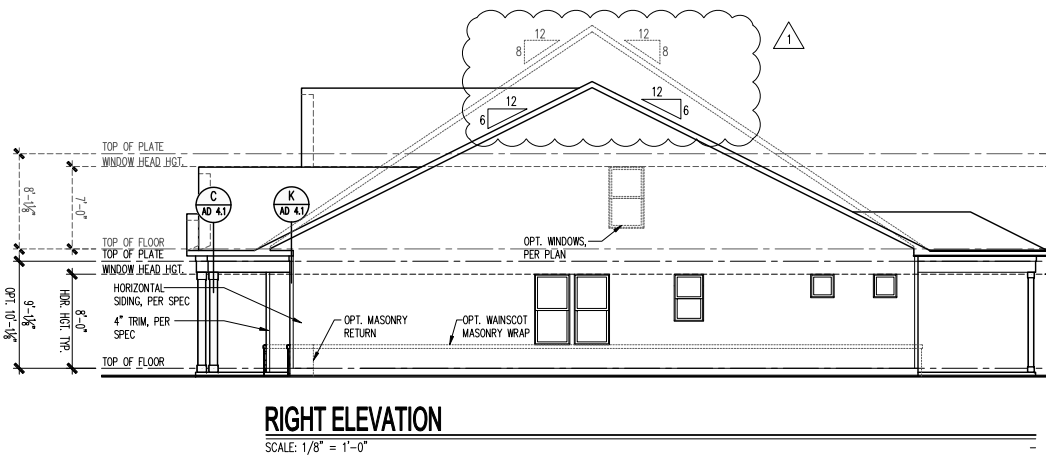 12
8
12
8
1
12
6
12
6
TOP OF PLATE
WINDOW HEAD HGT.
8'-1⅛"
7'-0"
C
AD 4.1
K
AD 4.1
TOP OF FLOOR
TOP OF PLATE
WINDOW HEAD HGT.
OPT. WINDOWS,
PER PLAN
HORIZONTAL
SIDING, PER SPEC
4" TRIM, PER
SPEC
OPT. MASONRY
RETURN
OPT. WAINSCOT
MASONRY WRAP
9'-1⅛"
OPT. 10'-1⅛"
8'-0"
HDR. HGT. TYP.
TOP OF FLOOR
RIGHT ELEVATION
SCALE: 1/8" = 1'-0"